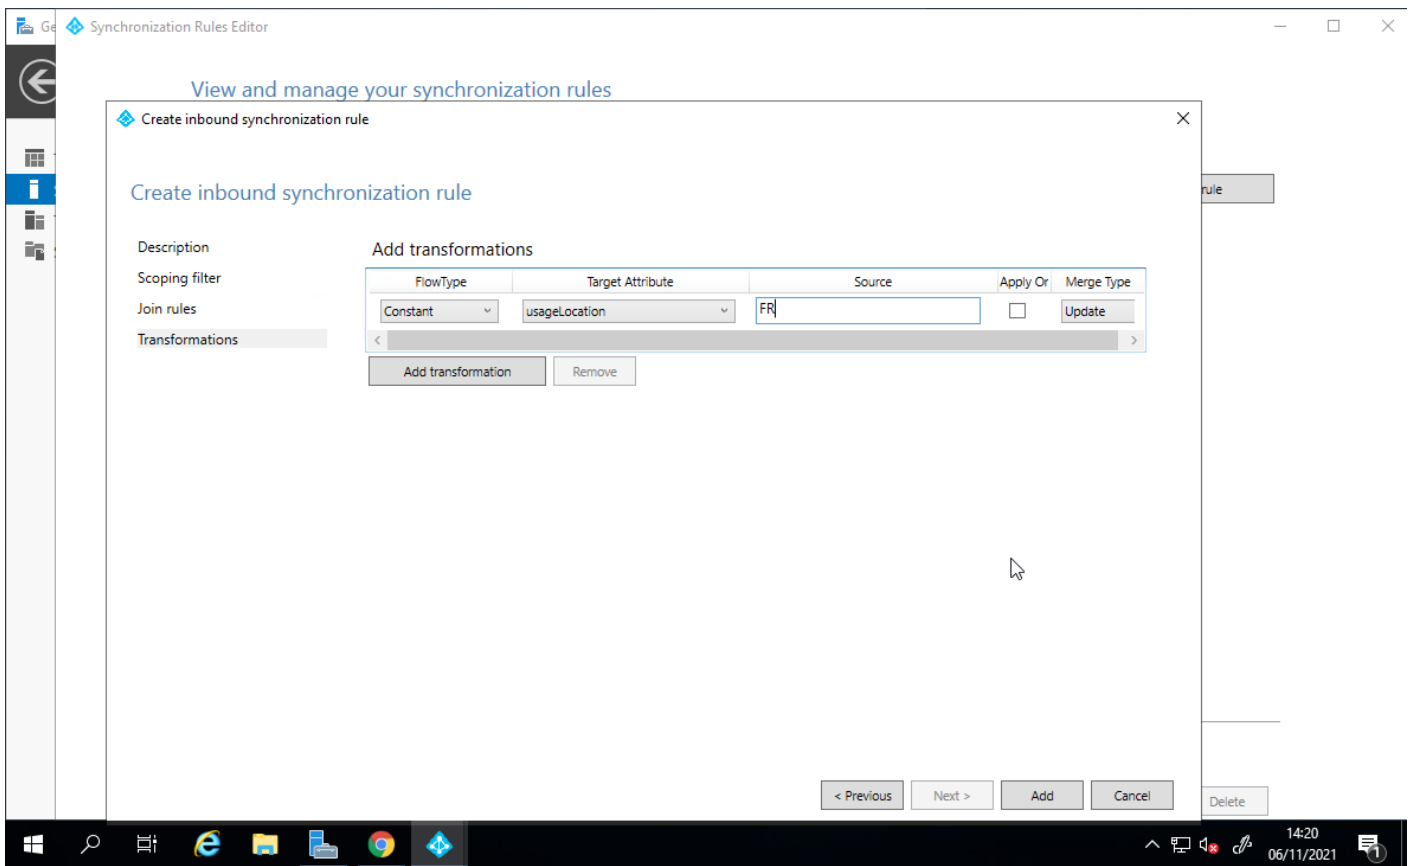 Ge Synchronization Rules Editor
View and manage your synchronization rules
Create inbound synchronization rule
rule
Create inbound synchronization rule
Description
Scoping filter
Join rules
Transformations
Add transformations
FlowType Target Attribute Source Apply Or Merge Type
Constant usageLocation FR Update
Add transformation Remove
< Previous Next > Add Cancel
Delete
14:20
06/11/2021
1